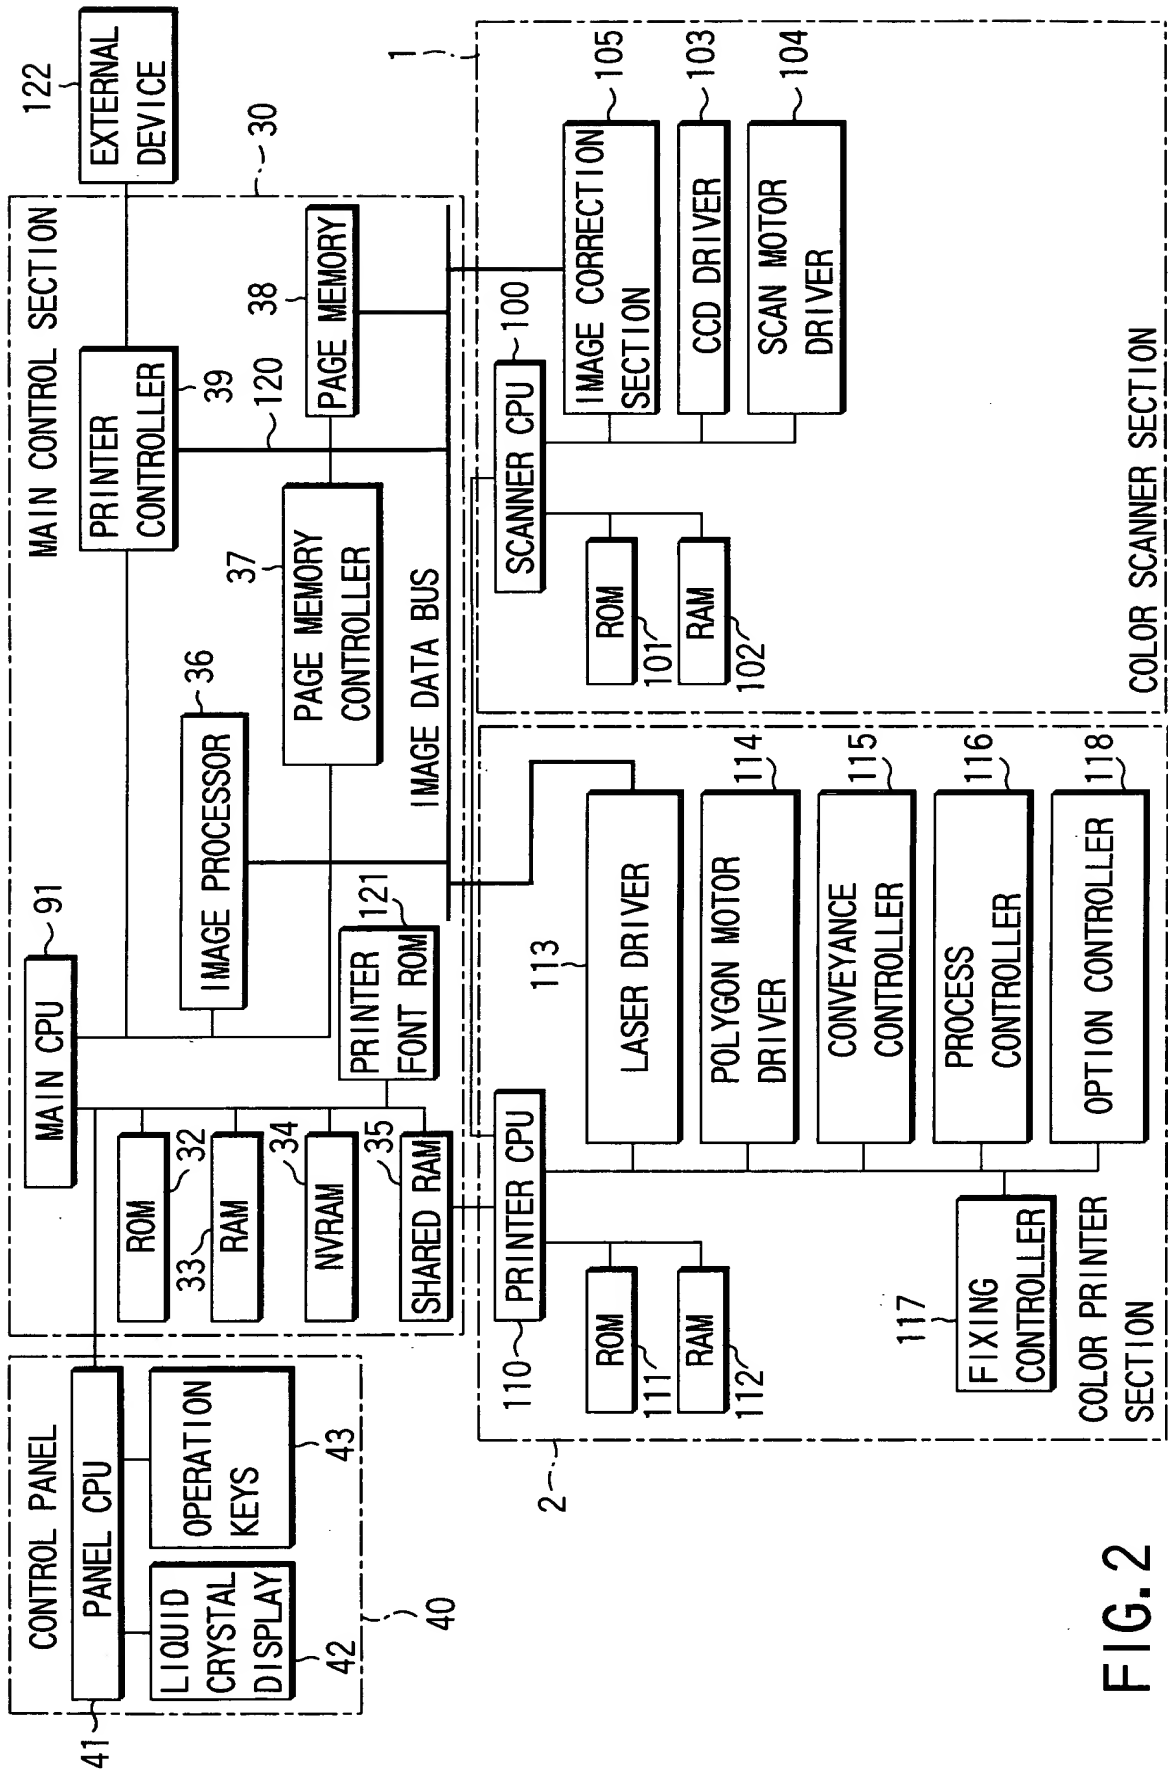 CONTROL PANEL
41
PANEL CPU
LIQUID
CRYSTAL
DISPLAY
42
OPERATION
KEYS
43
40
MAIN CONTROL SECTION
30
MAIN CPU
91
ROM
32
33
RAM
34
NVRAM
35
SHARED RAM
PRINTER
FONT ROM
121
36
IMAGE PROCESSOR
37
PAGE MEMORY
CONTROLLER
PRINTER
CONTROLLER
39
120
38
PAGE MEMORY
IMAGE DATA BUS
122
EXTERNAL
DEVICE
2
110
PRINTER CPU
ROM
111
RAM
112
113
LASER DRIVER
114
POLYGON MOTOR
DRIVER
115
CONVEYANCE
CONTROLLER
116
PROCESS
CONTROLLER
117
FIXING
CONTROLLER
118
OPTION CONTROLLER
COLOR PRINTER
SECTION
1
100
SCANNER CPU
ROM
101
RAM
102
105
IMAGE CORRECTION
SECTION
103
CCD DRIVER
104
SCAN MOTOR
DRIVER
COLOR SCANNER SECTION
FIG.2